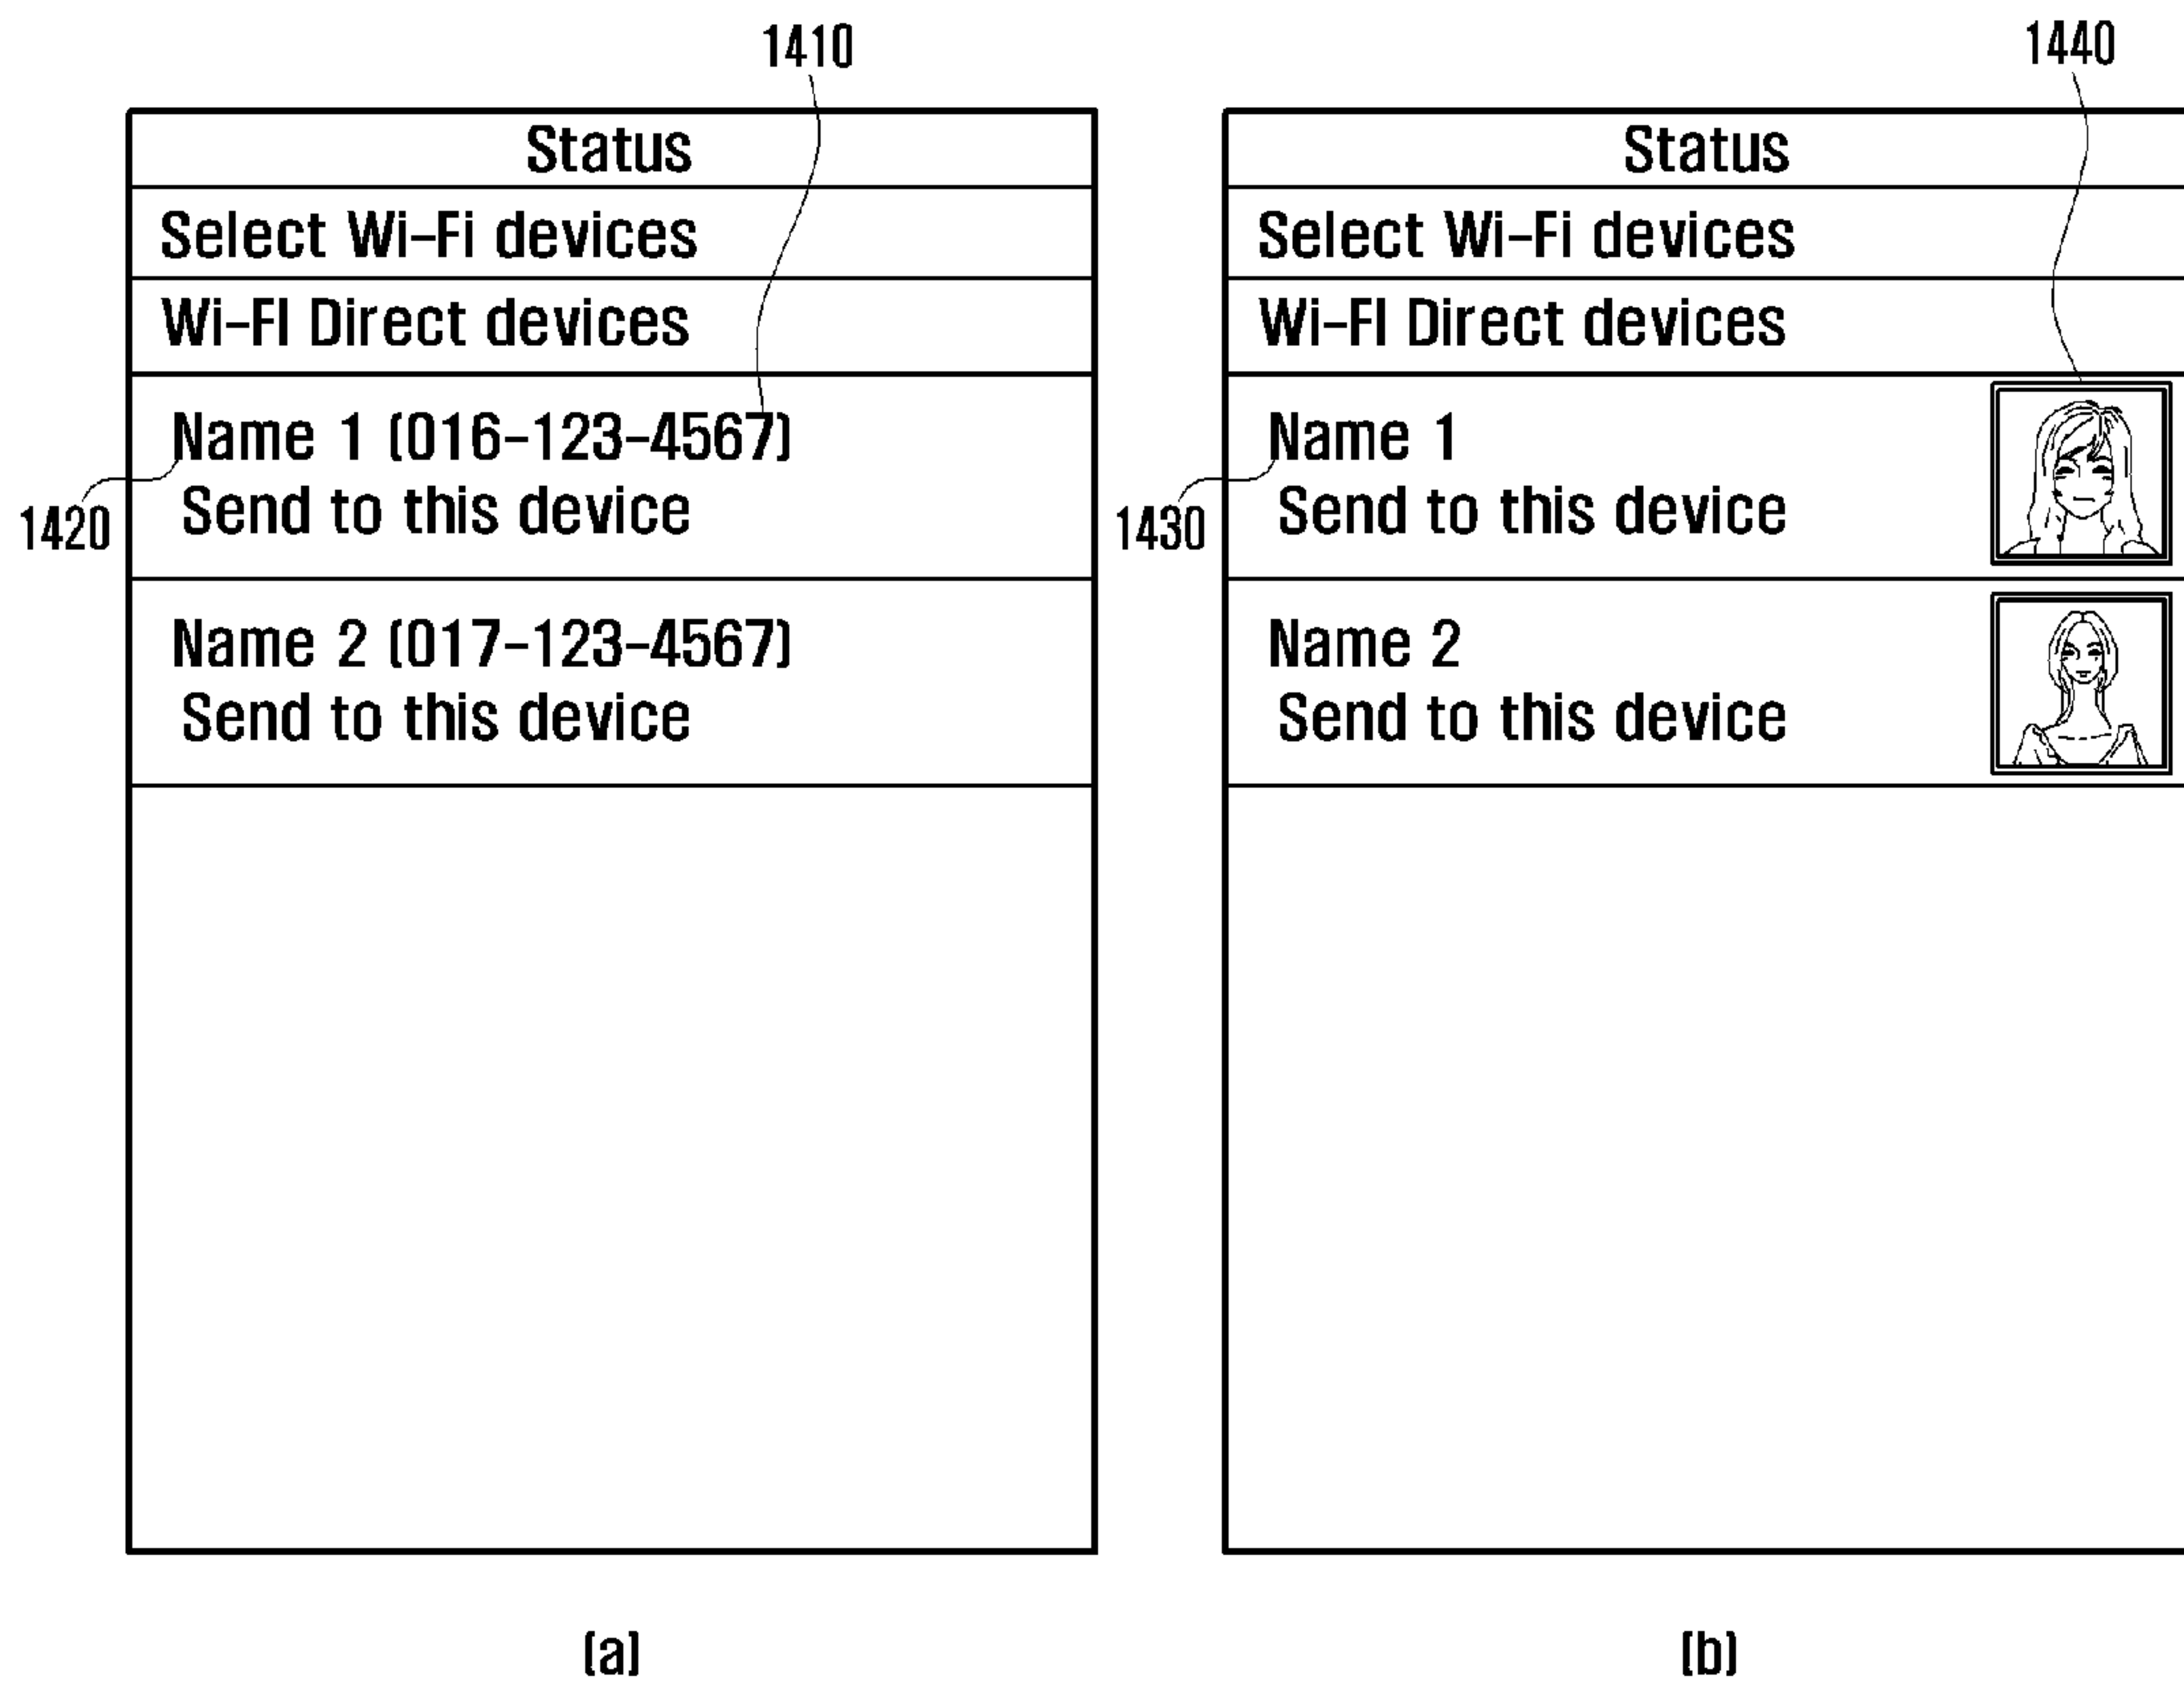 1410
1440
Status
Select Wi-Fi devices
Wi-FI Direct devices
Name 1 (016-123-4567)
Send to this device
1420
Name 2 (017-123-4567)
Send to this device
(a)
Status
Select Wi-Fi devices
Wi-FI Direct devices
Name 1
Send to this device
1430
Name 2
Send to this device
(b)